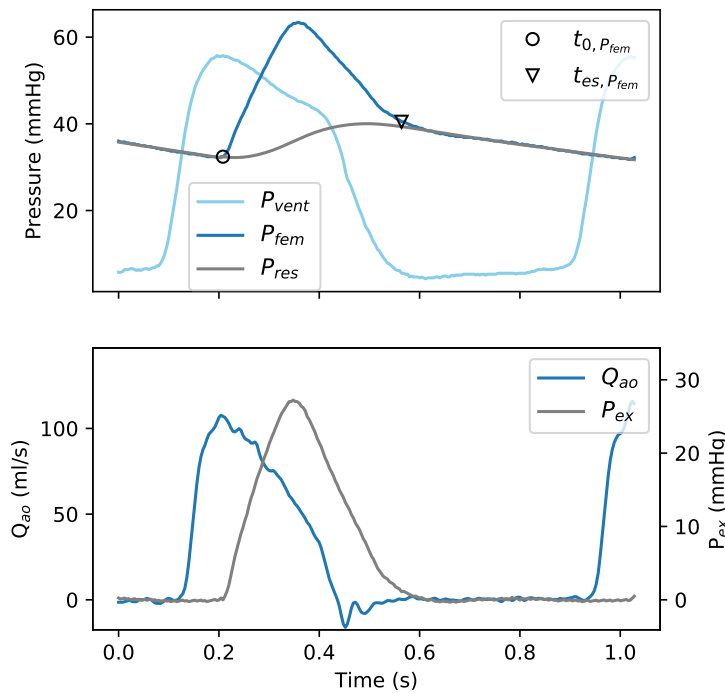 60
40
20
Pressure (mmHg)
t0, Pfem
tes, Pfem
Pvent
Pfem
Pres
100
50
0
Qao (ml/s)
Qao
Pex
30
20
10
0
Pex (mmHg)
0.0 0.2 0.4 0.6 0.8 1.0
Time (s)